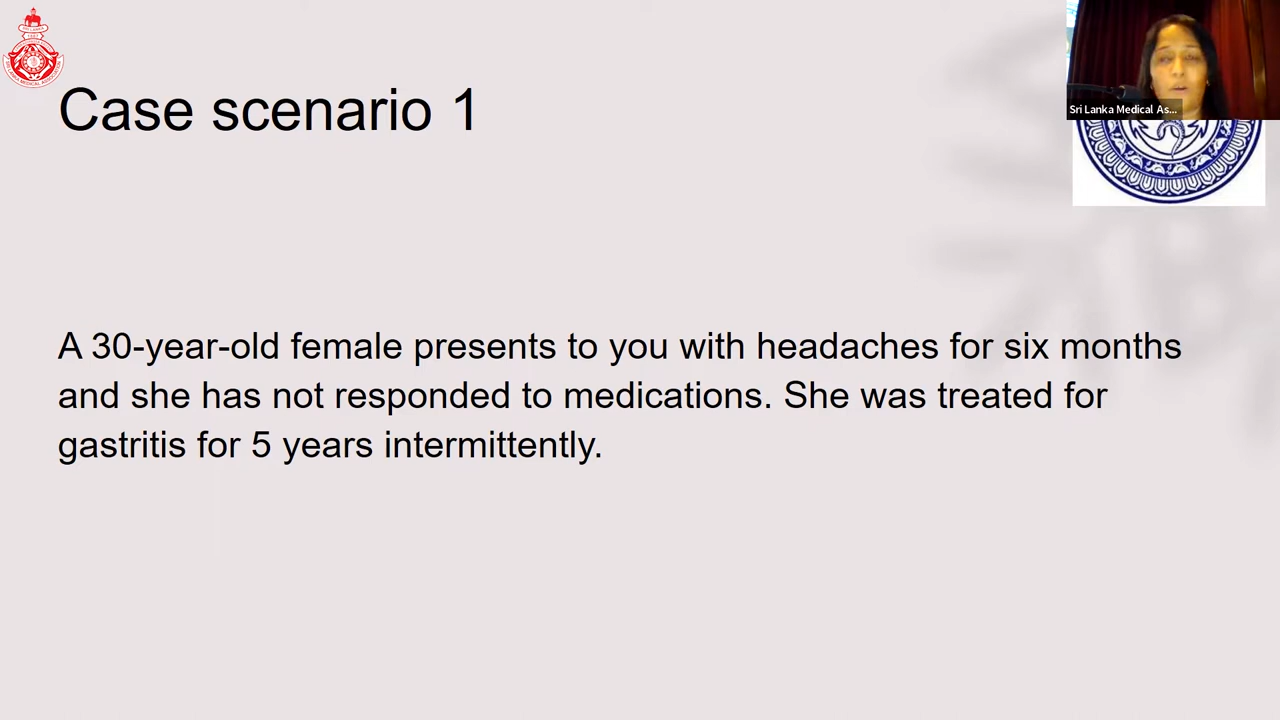 Case scenario 1
Sri Lanka Medical As...
A 30-year-old female presents to you with headaches for six months
and she has not responded to medications. She was treated for
gastritis for 5 years intermittently.